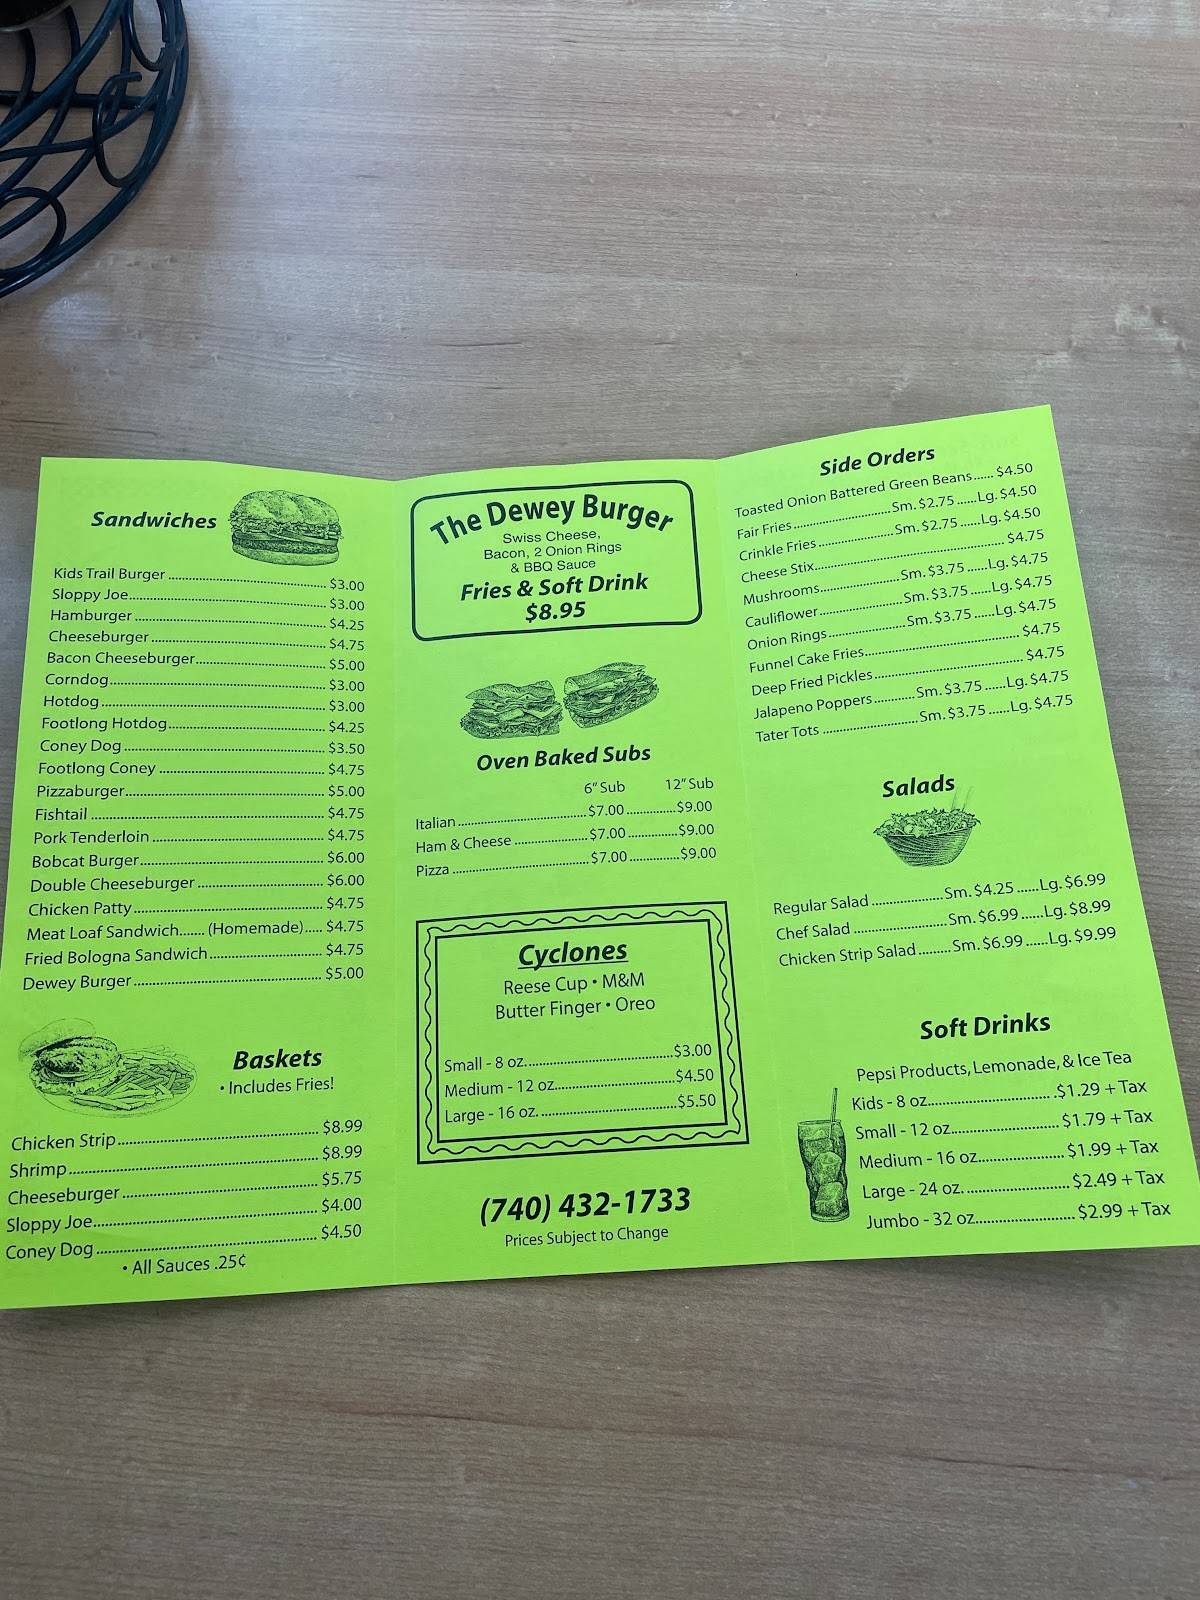 Sandwiches
Kids Trail Burger ........ $3.00
Sloppy Joe........ $3.00
Hamburger ........ $4.25
Cheeseburger ........ $4.75
Bacon Cheeseburger........ $5.00
Corndog........ $3.00
Hotdog........ $3.00
Footlong Hotdog........ $4.25
Coney Dog ........ $3.50
Footlong Coney ........ $4.75
Pizzaburger........ $5.00
Fishtail ........ $4.75
Pork Tenderloin ........ $4.75
Bobcat Burger........ $6.00
Double Cheeseburger ........ $6.00
Chicken Patty........ $4.75
Meat Loaf Sandwich....... (Homemade).... $4.75
Fried Bologna Sandwich........ $4.75
Dewey Burger........ $5.00
Baskets
• Includes Fries!
Chicken Strip........ $8.99
Shrimp........ $8.99
Cheeseburger ........ $5.75
Sloppy Joe........ $4.00
Coney Dog ........ $4.50
• All Sauces .25¢
The Dewey Burger
Swiss Cheese,
Bacon, 2 Onion Rings
& BBQ Sauce
Fries & Soft Drink
$8.95
Oven Baked Subs
6" Sub 12" Sub
Italian ........ $7.00 ........ $9.00
Ham & Cheese ........ $7.00 ........ $9.00
Pizza ........ $7.00 ........ $9.00
Cyclones
Reese Cup • M&M
Butter Finger • Oreo
Small - 8 oz........ $3.00
Medium - 12 oz........ $4.50
Large - 16 oz. ........ $5.50
(740) 432-1733
Prices Subject to Change
Side Orders
Toasted Onion Battered Green Beans...... $4.50
Fair Fries........ Sm. $2.75 ......Lg. $4.50
Crinkle Fries ........ Sm. $2.75 ......Lg. $4.50
Cheese Stix........ $4.75
Mushrooms........ Sm. $3.75 ......Lg. $4.75
Cauliflower........ Sm. $3.75 ......Lg. $4.75
Onion Rings........ Sm. $3.75 ......Lg. $4.75
Funnel Cake Fries........ $4.75
Deep Fried Pickles........ $4.75
Jalapeno Poppers ........ Sm. $3.75 ......Lg. $4.75
Tater Tots ........ Sm. $3.75 ......Lg. $4.75
Salads
Regular Salad ........ Sm. $4.25 ......Lg. $6.99
Chef Salad ........ Sm. $6.99 ......Lg. $8.99
Chicken Strip Salad ........ Sm. $6.99 ......Lg. $9.99
Soft Drinks
Pepsi Products, Lemonade, & Ice Tea
Kids - 8 oz........ $1.29 + Tax
Small - 12 oz........ $1.79 + Tax
Medium - 16 oz........ $1.99 + Tax
Large - 24 oz........ $2.49 + Tax
Jumbo - 32 oz........ $2.99 + Tax